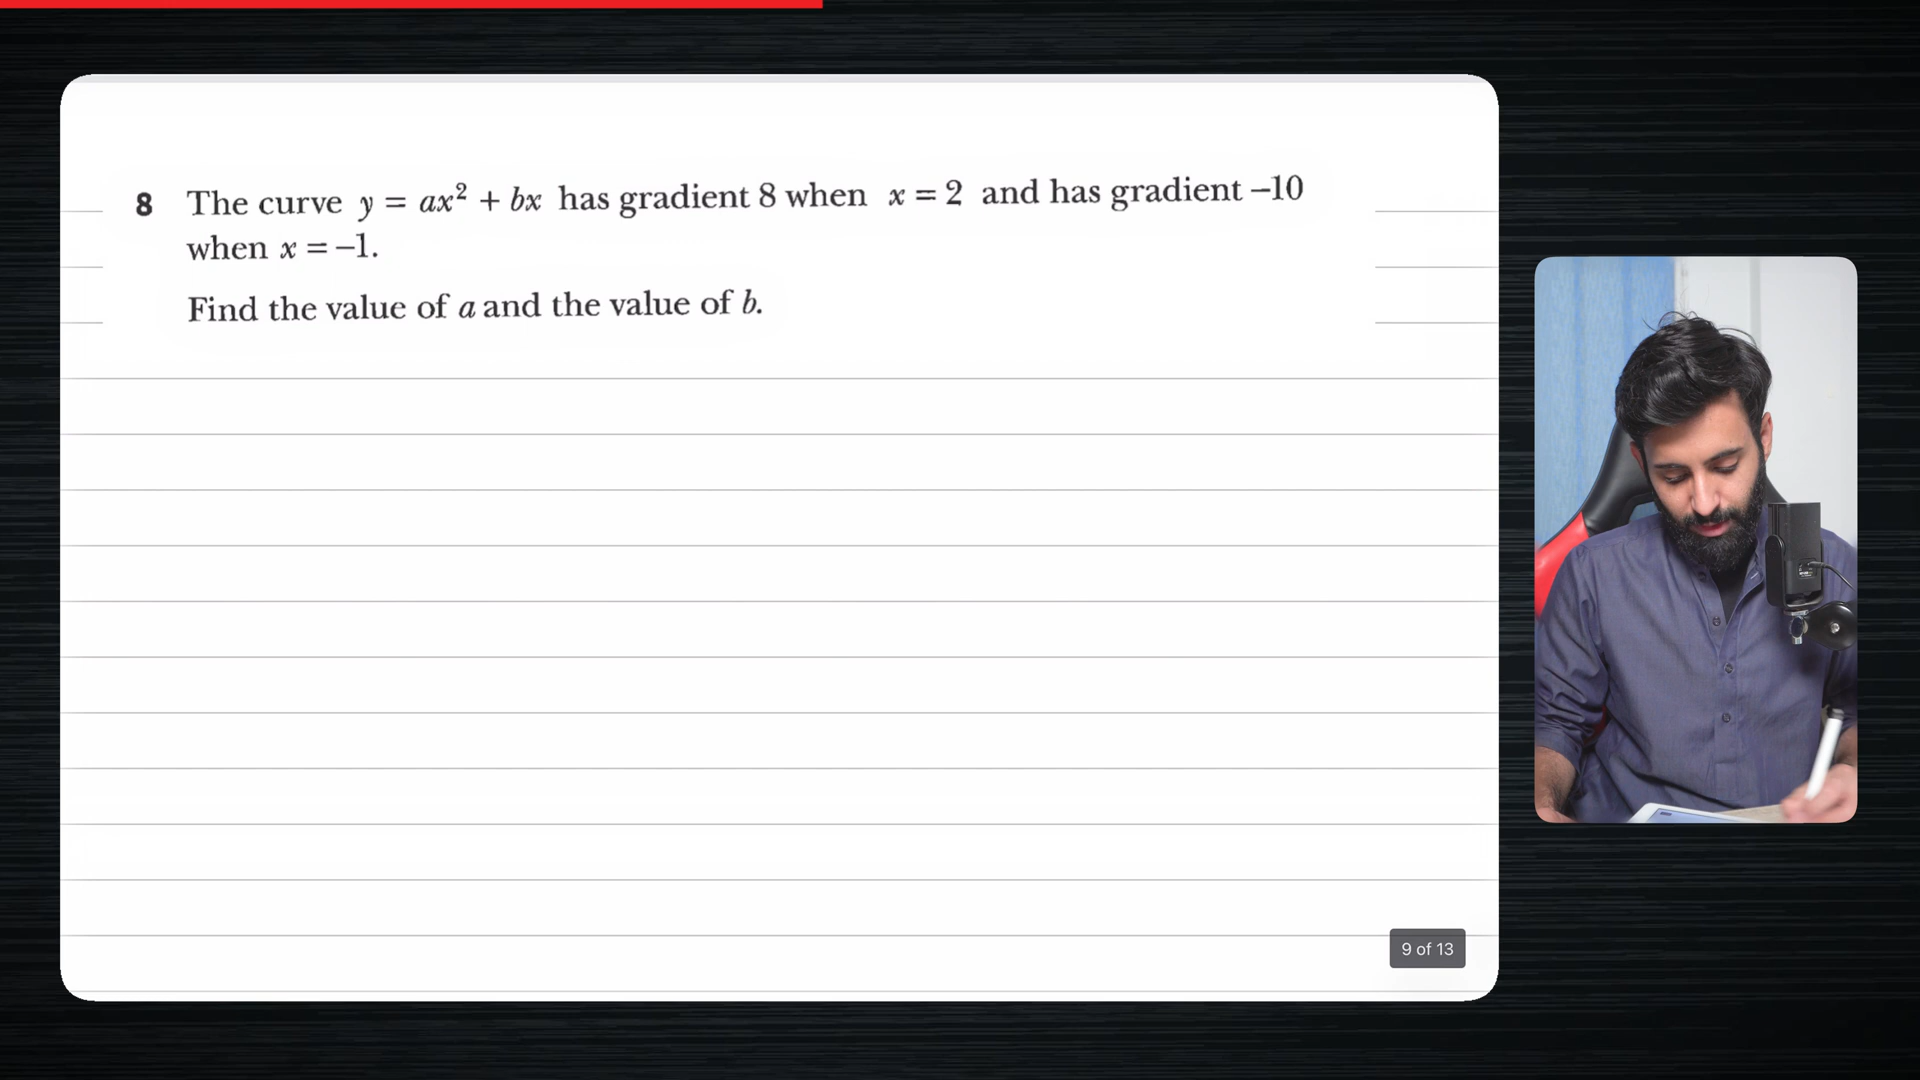 8 The curve y = ax² + bx has gradient 8 when x = 2 and has gradient –10
when x = –1.
Find the value of a and the value of b.
9 of 13